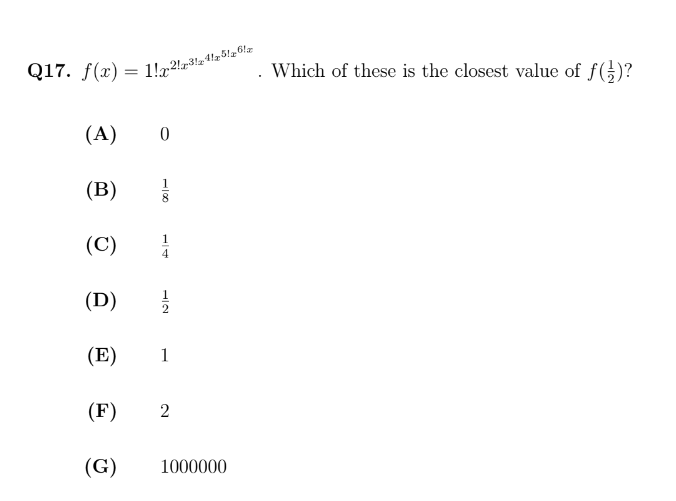 Q17. f(x) = 1!x^{2!x^{3!x^{4!x^{5!x^{6!x}}}}}. Which of these is the closest value of f(\frac{1}{2})?
(A) 0
(B) \frac{1}{8}
(C) \frac{1}{4}
(D) \frac{1}{2}
(E) 1
(F) 2
(G) 1000000